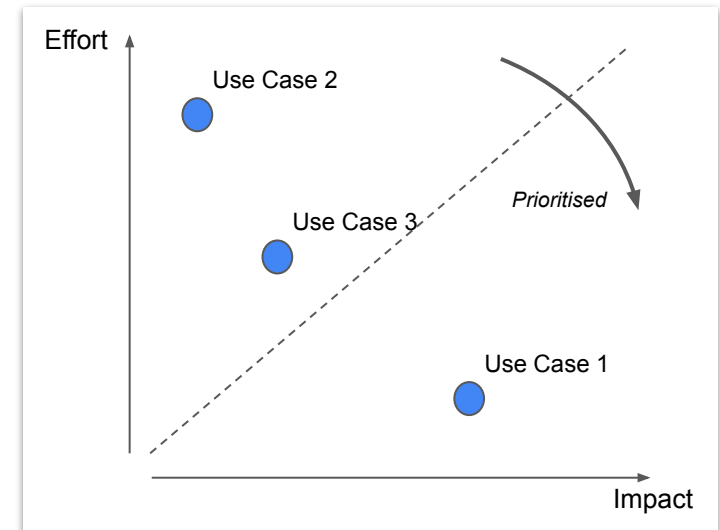 Effort
Use Case 2
Prioritised
Use Case 3
Use Case 1
Impact